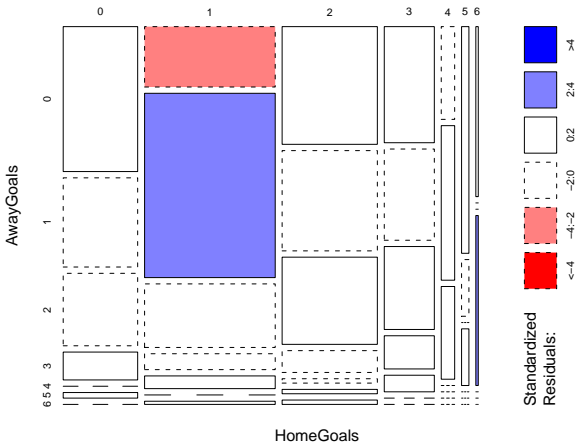 0 1 2 3 4 5 6
0
1
2
3
4
5
6
AwayGoals
HomeGoals
Standardized
Residuals:
<−4
−4:−2
−2:0
0:2
2:4
>4